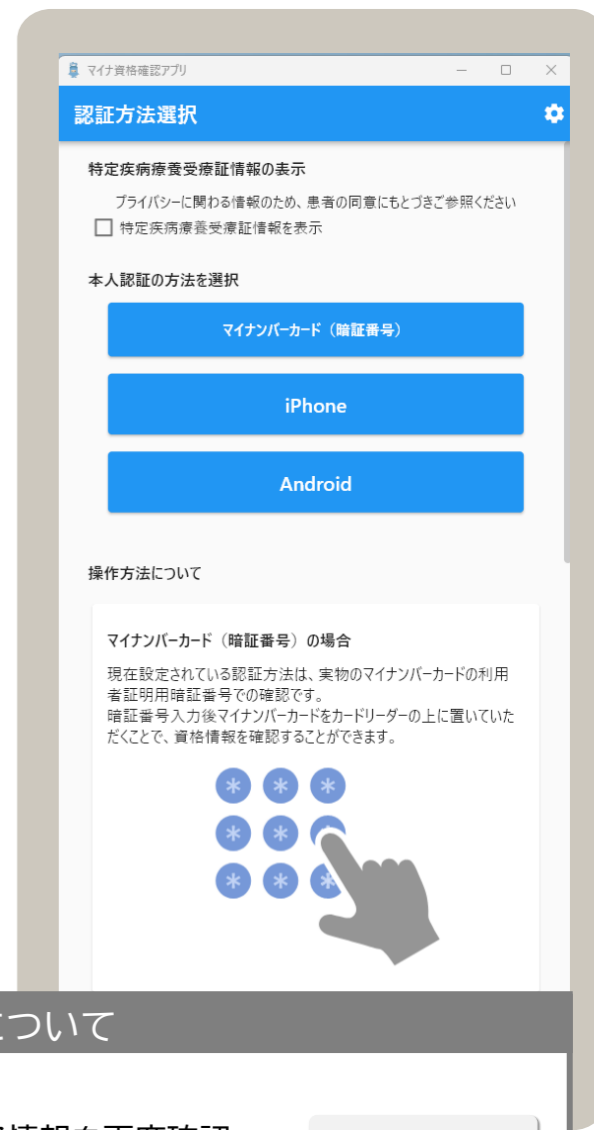 マイナ資格確認アプリ
認証方法選択
特定疾病療養受療証情報の表示
プライバシーに関わる情報のため、患者の同意にもとづきご参照ください
特定疾病療養受療証情報を表示
本人認証の方法を選択
マイナンバーカード（暗証番号）
iPhone
Android
操作方法について
マイナンバーカード（暗証番号）の場合
現在設定されている認証方法は、実物のマイナンバーカードの利用
者証明用暗証番号での確認です。
暗証番号入力後マイナンバーカードをカードリーダーの上に置いていた
だくことで、資格情報を確認することができます。
について